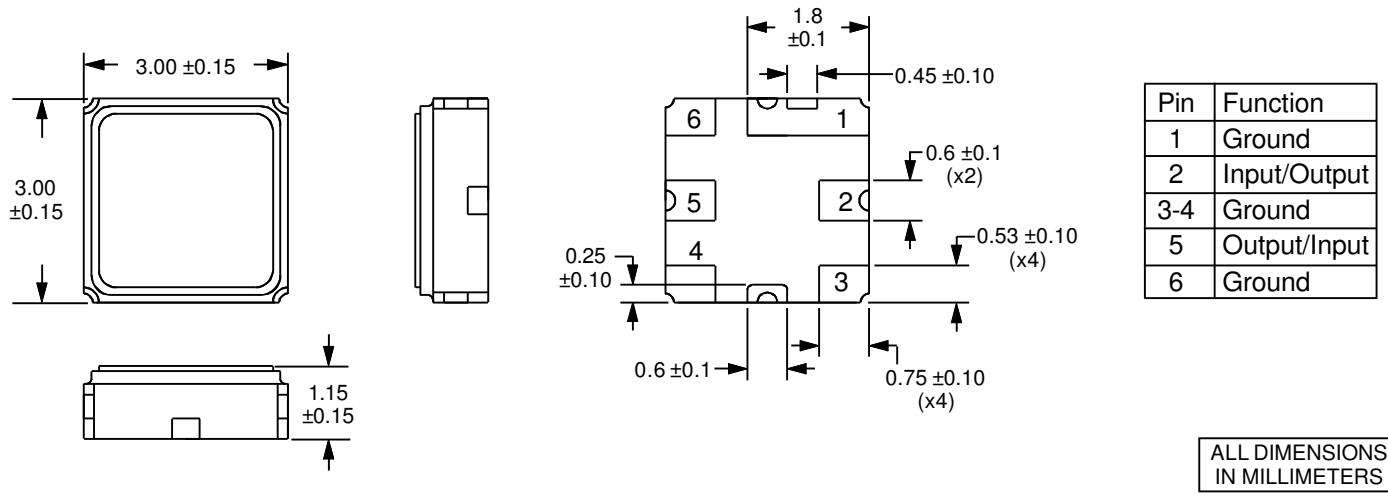 3.00 ±0.15
3.00
±0.15
1.15
±0.15
1.8
±0.1
0.45 ±0.10
6
1
0.6 ±0.1
(x2)
5
2
0.53 ±0.10
(x4)
4
3
0.25
±0.10
0.6 ±0.1
0.75 ±0.10
(x4)
Pin Function
1 Ground
2 Input/Output
3-4 Ground
5 Output/Input
6 Ground
ALL DIMENSIONS
IN MILLIMETERS